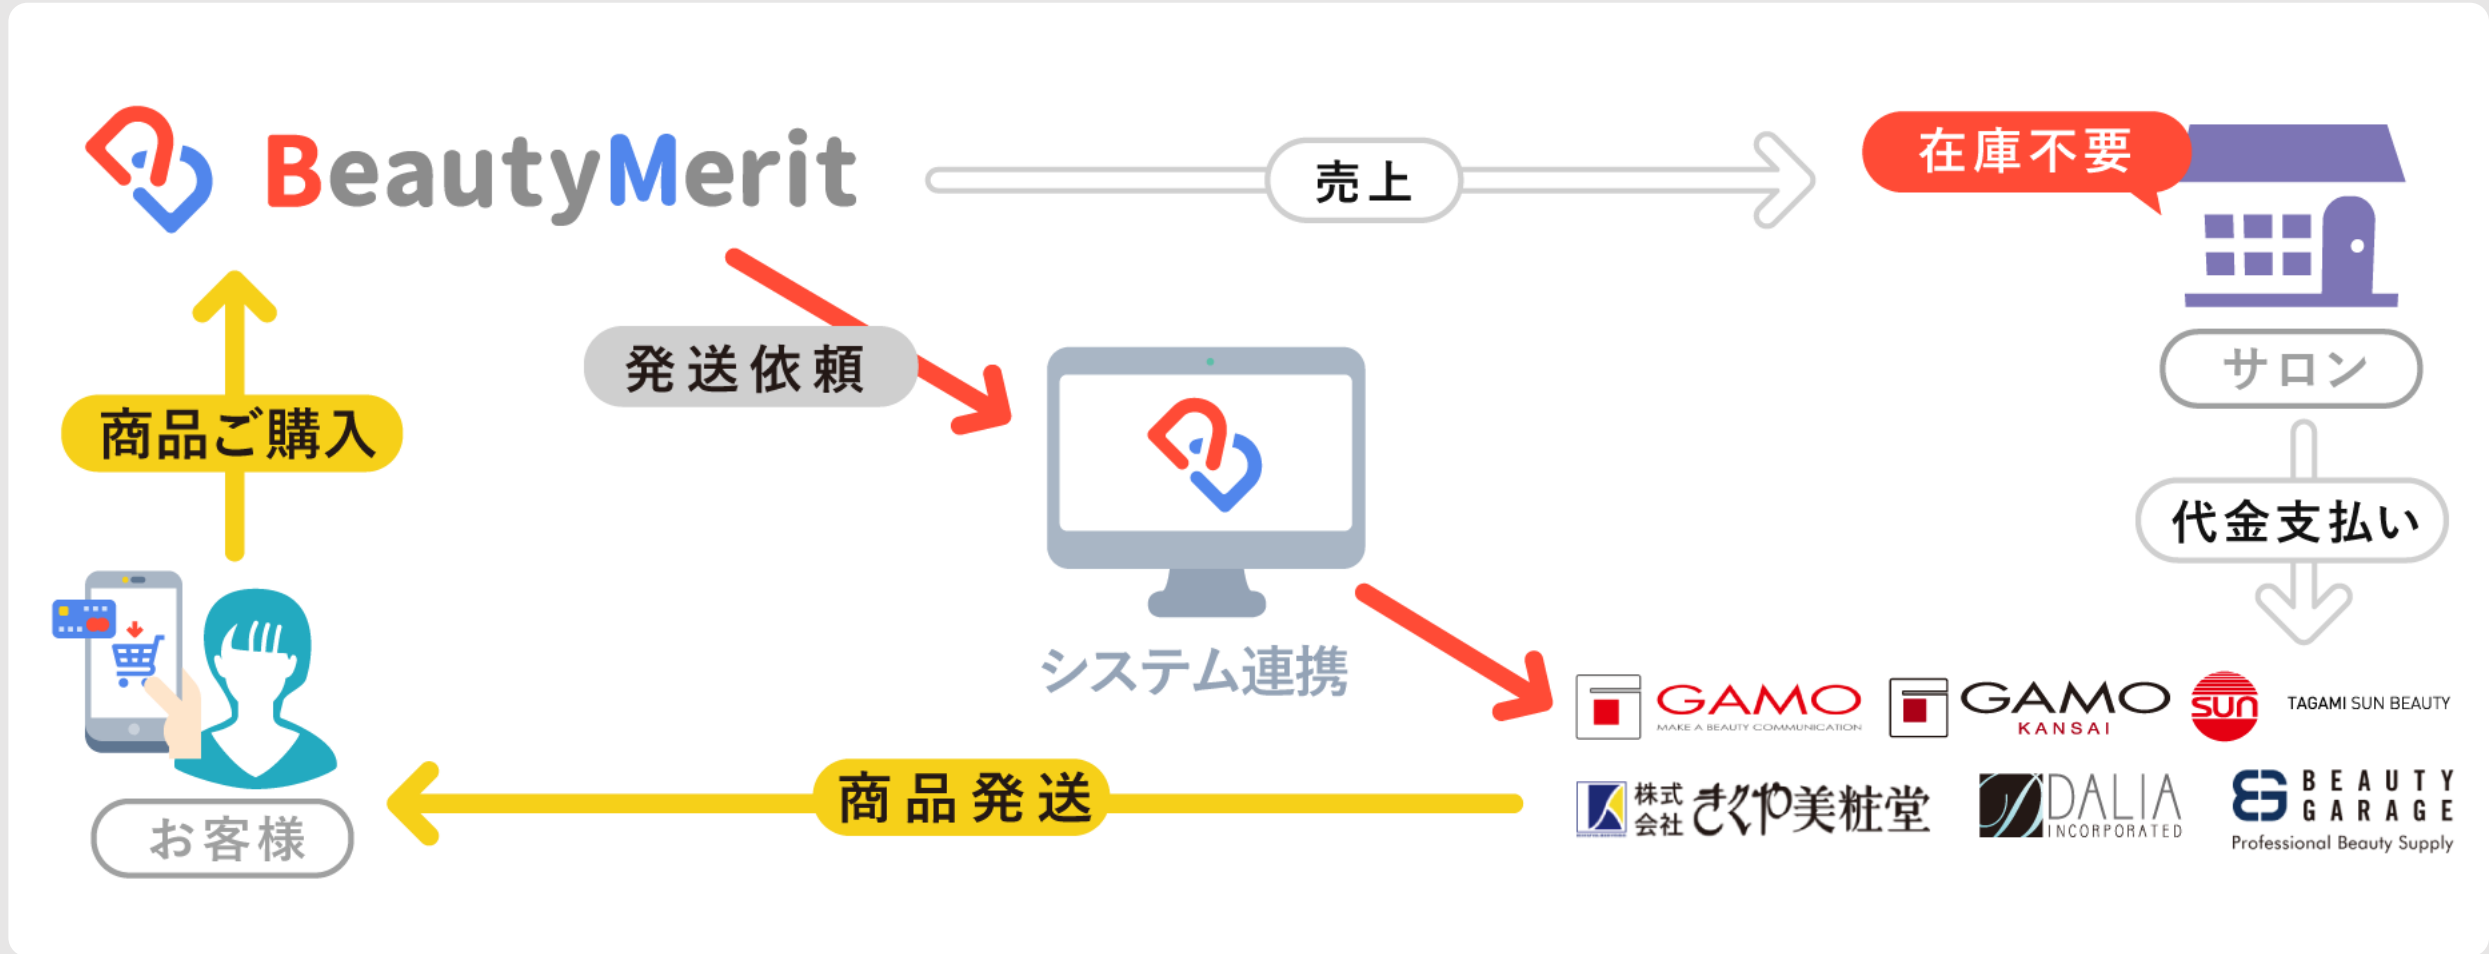 BeautyMerit
売上
在庫不要
発送依頼
サロン
商品ご購入
代金支払い
システム連携
GAMO
MAKE A BEAUTY COMMUNICATION
GAMO
KANSAI
SUN
TAGAMI SUN BEAUTY
商品発送
お客様
株式会社 さくや美粧堂
DALIA
INCORPORATED
BEAUTY
GARAGE
Professional Beauty Supply